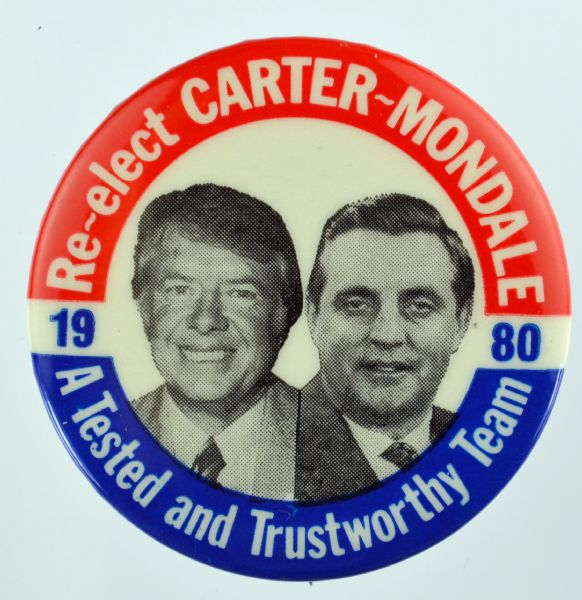 Re~elect CARTER~MONDALE
19 80
A Tested and Trustworthy Team